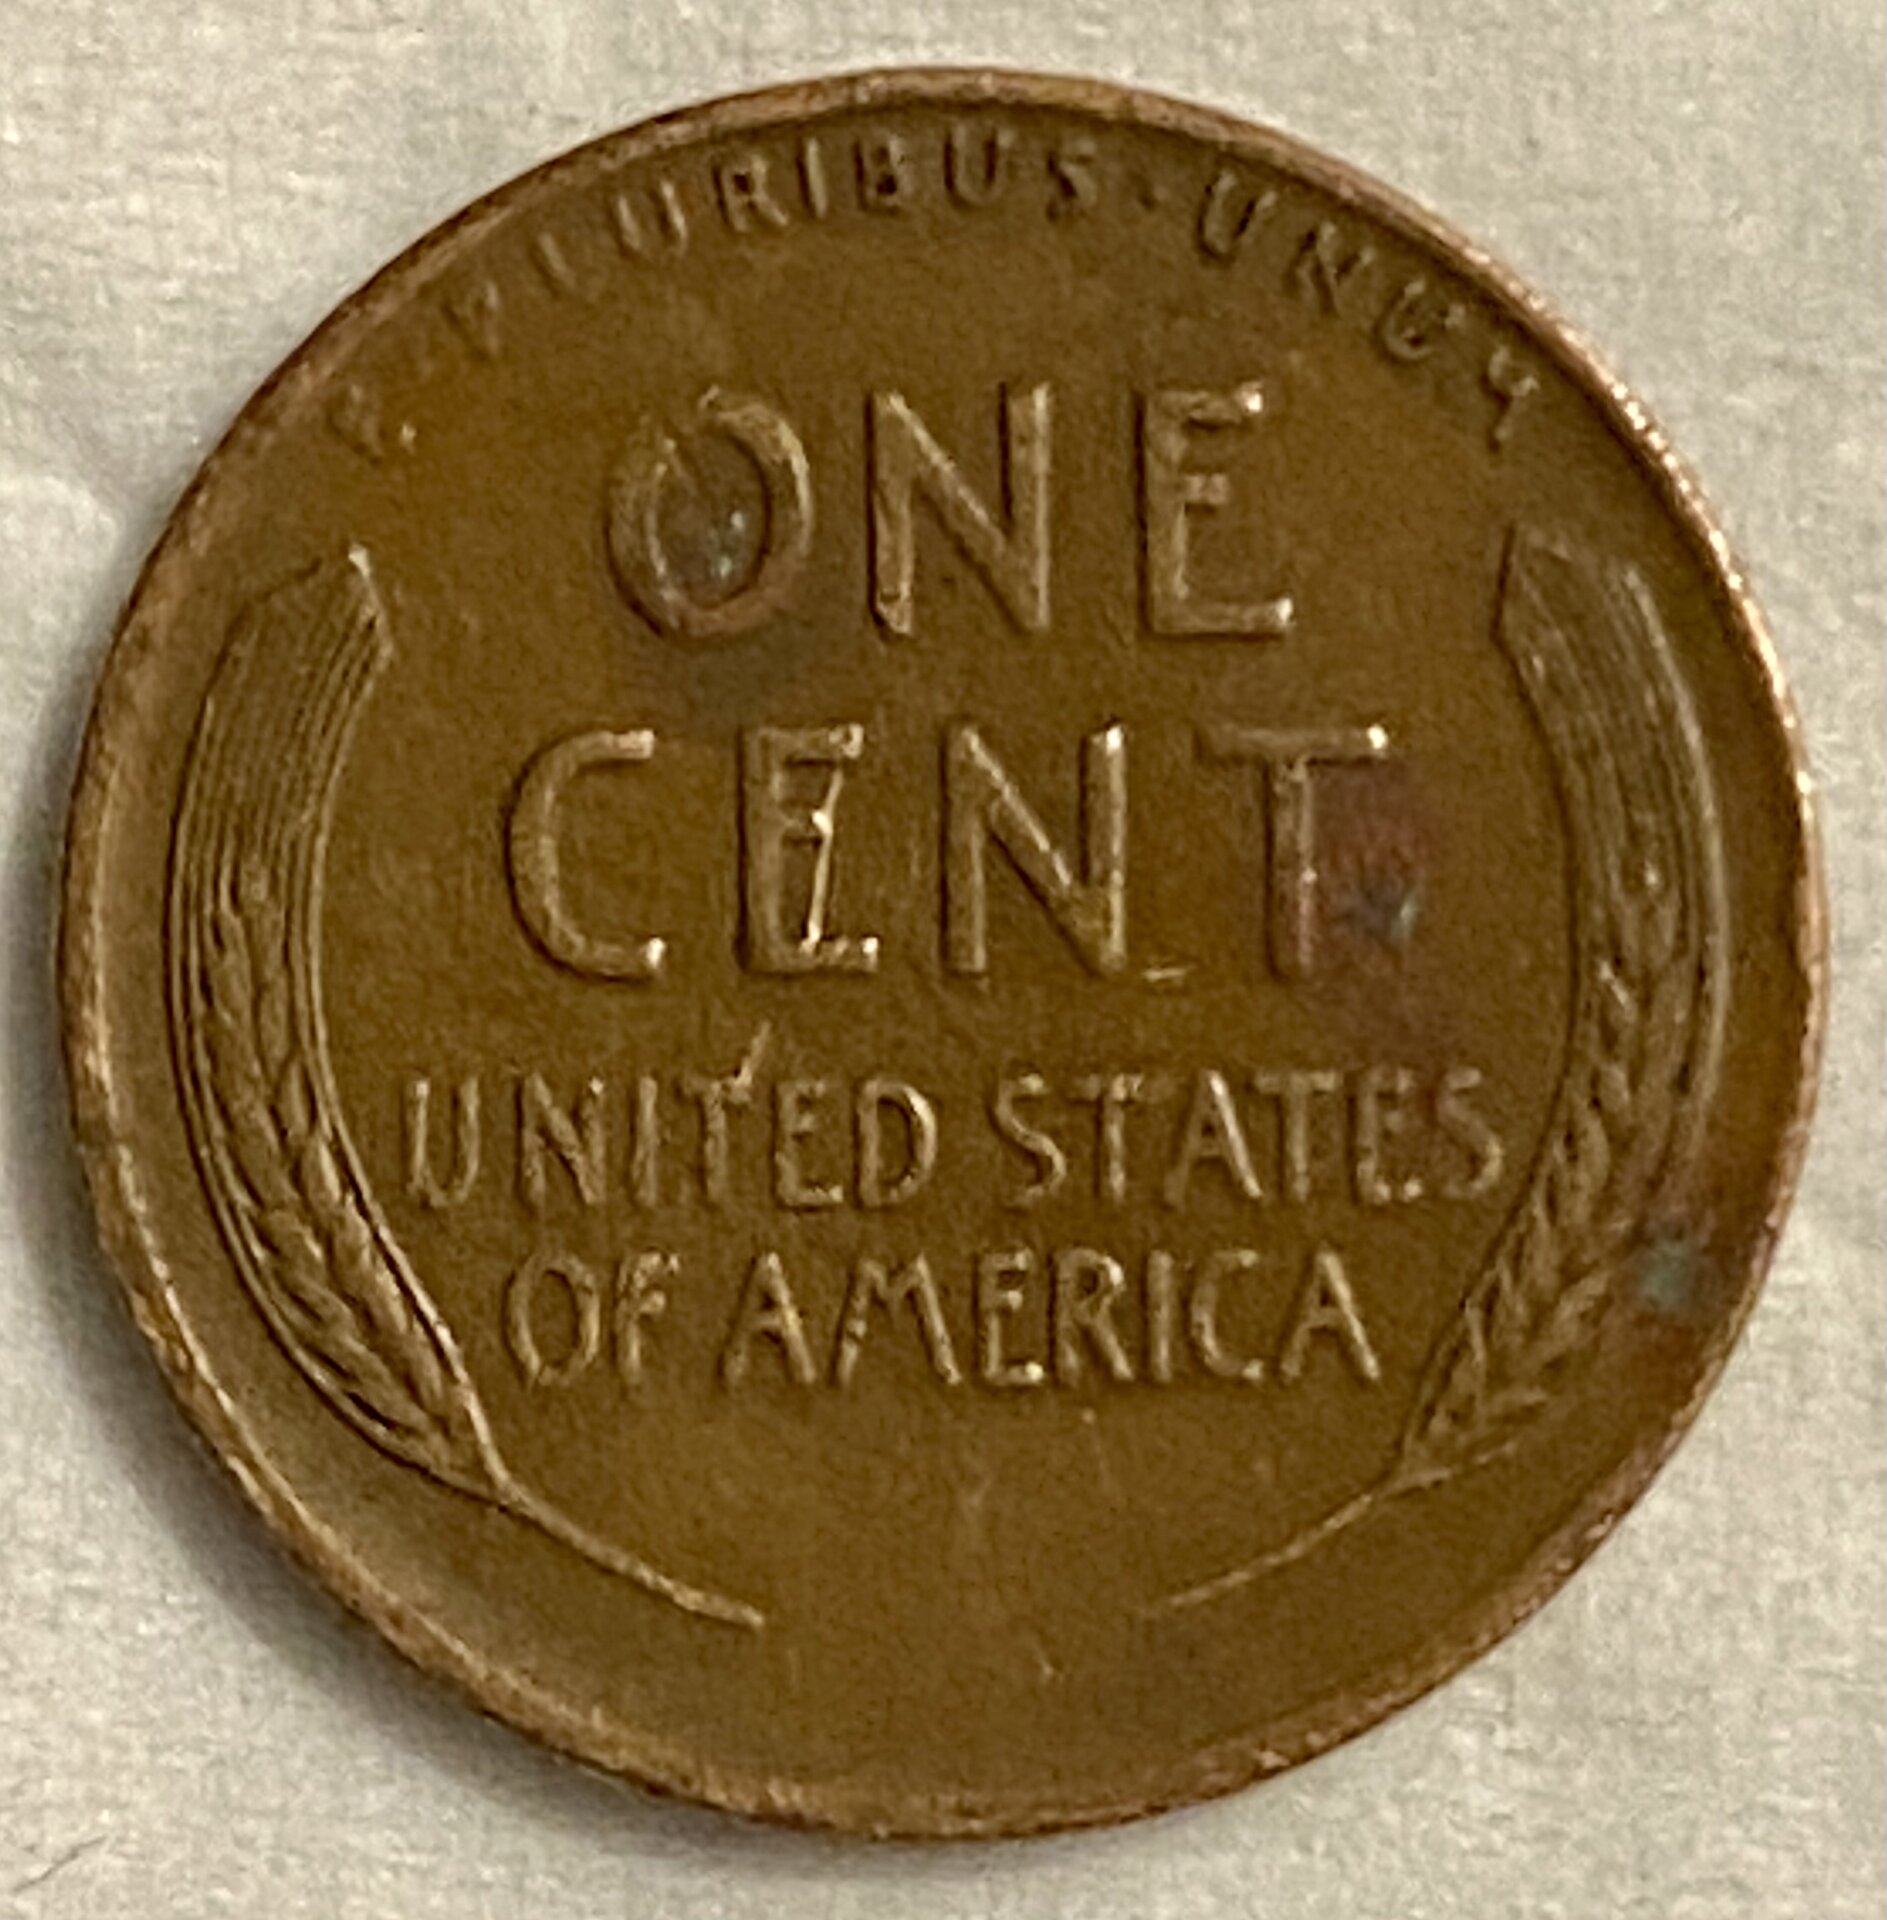 E · PLURIBUS · UNUM
ONE
CENT
UNITED STATES
OF AMERICA